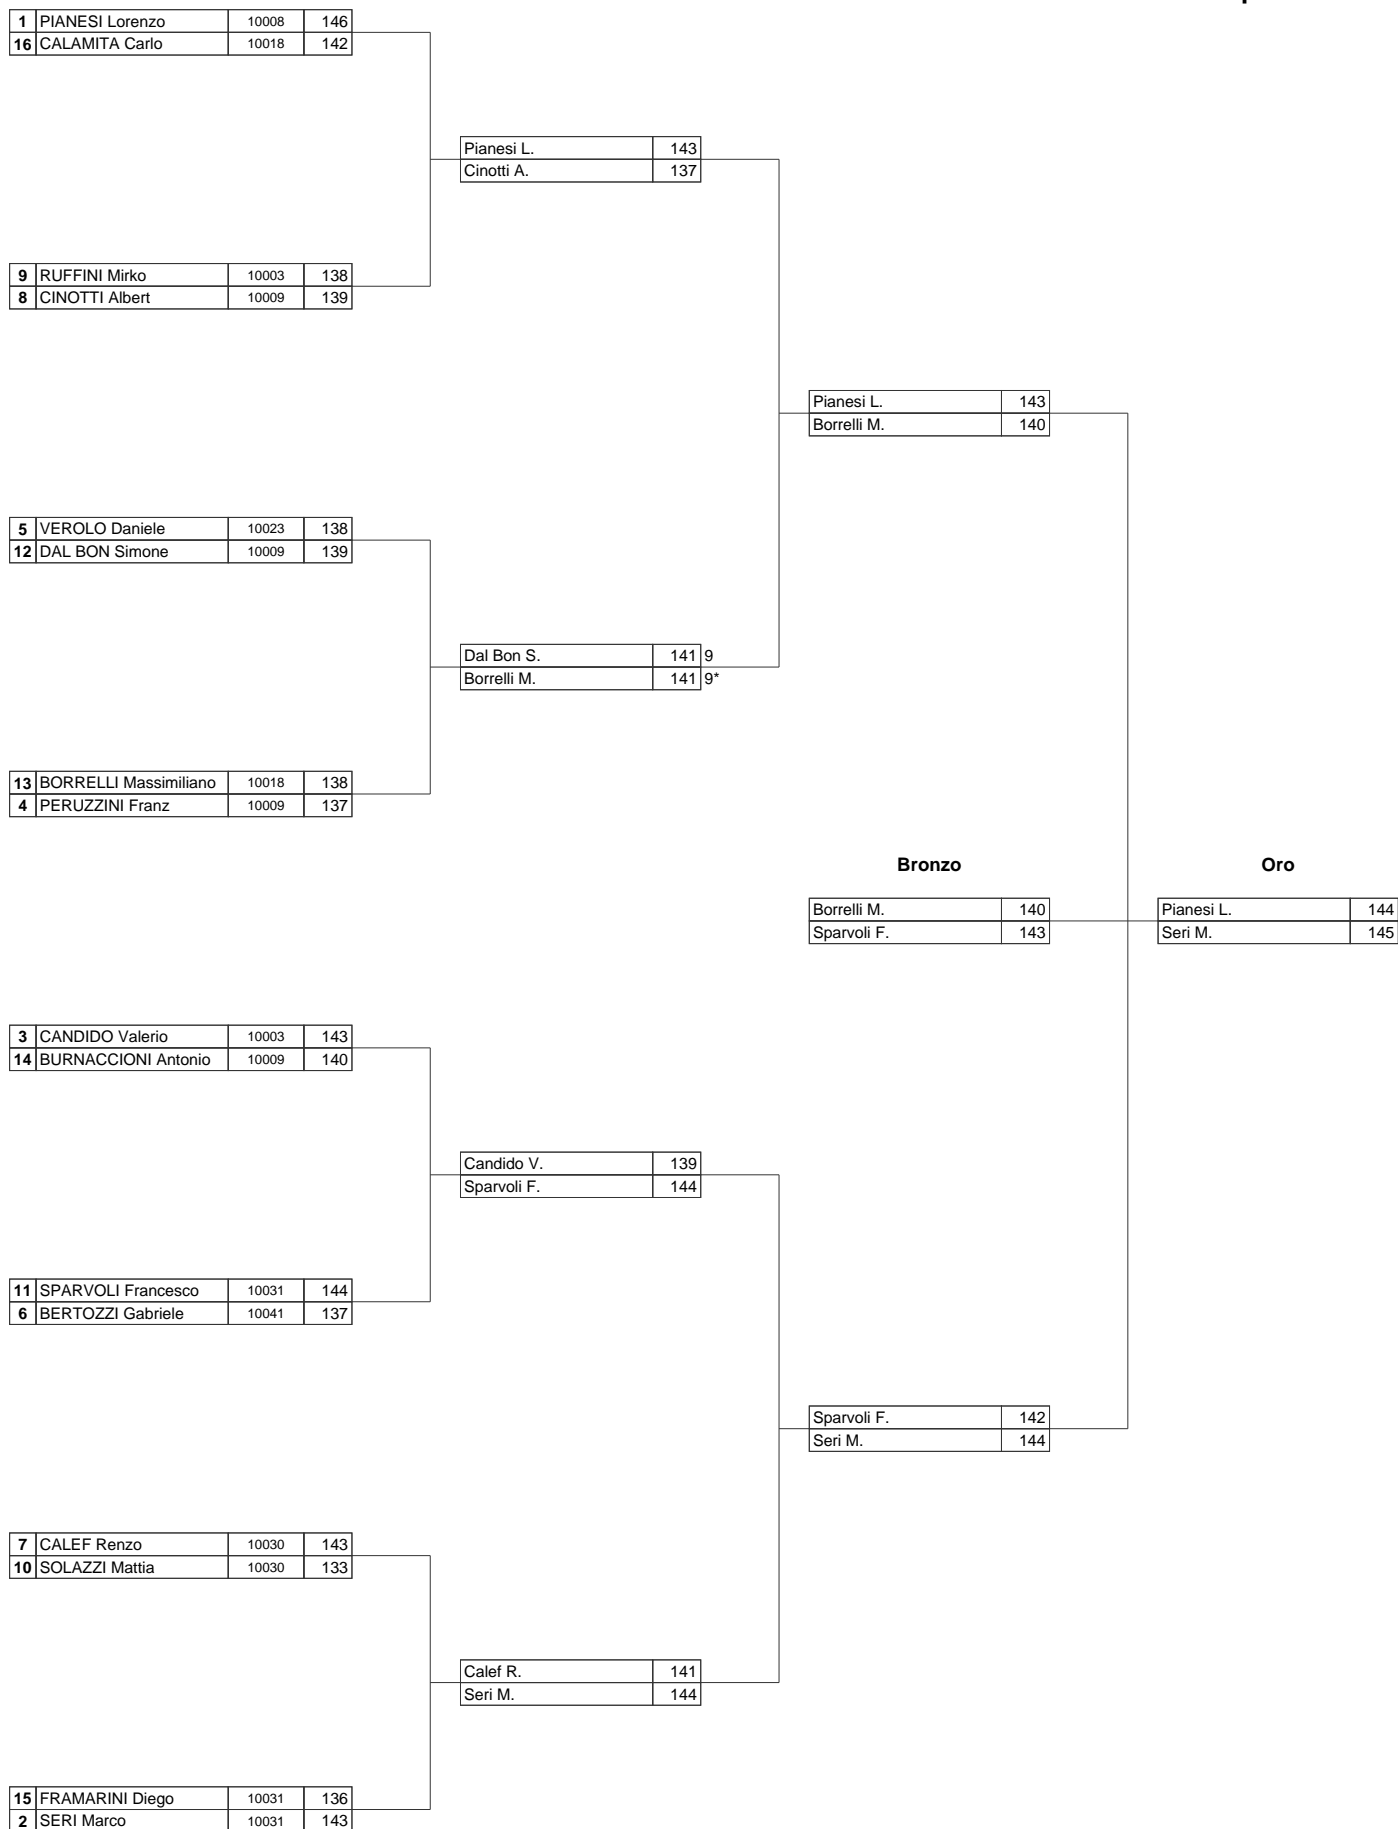 1 PIANESI Lorenzo 10008 146
16 CALAMITA Carlo 10018 142
Pianesi L. 143
Cinotti A. 137
9 RUFFINI Mirko 10003 138
8 CINOTTI Albert 10009 139
Pianesi L. 143
Borrelli M. 140
5 VEROLO Daniele 10023 138
12 DAL BON Simone 10009 139
Dal Bon S. 141 9
Borrelli M. 141 9*
13 BORRELLI Massimiliano 10018 138
4 PERUZZINI Franz 10009 137
Bronzo Oro
Borrelli M. 140 Pianesi L. 144
Sparvoli F. 143 Seri M. 145
3 CANDIDO Valerio 10003 143
14 BURNACCIONI Antonio 10009 140
Candido V. 139
Sparvoli F. 144
11 SPARVOLI Francesco 10031 144
6 BERTOZZI Gabriele 10041 137
Sparvoli F. 142
Seri M. 144
7 CALEF Renzo 10030 143
10 SOLAZZI Mattia 10030 133
Calef R. 141
Seri M. 144
15 FRAMARINI Diego 10031 136
2 SERI Marco 10031 143